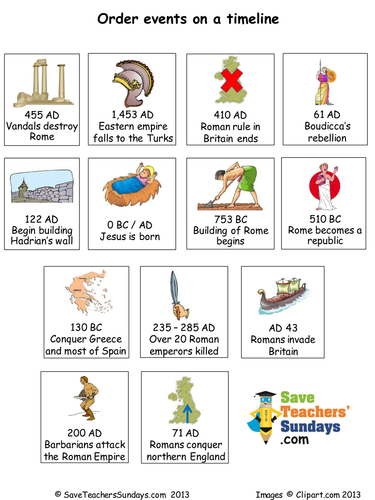 Order events on a timeline
455 AD
Vandals destroy
Rome
1,453 AD
Eastern empire
falls to the Turks
410 AD
Roman rule in
Britain ends
61 AD
Boudicca's
rebellion
122 AD
Begin building
Hadrian's wall
0 BC / AD
Jesus is born
753 BC
Building of Rome
begins
510 BC
Rome becomes a
republic
130 BC
Conquer Greece
and most of Spain
235 – 285 AD
Over 20 Roman
emperors killed
AD 43
Romans invade
Britain
200 AD
Barbarians attack
the Roman Empire
71 AD
Romans conquer
northern England
Save
Teachers'
Sundays
.com
© SaveTeachersSundays.com 2013
Images © Clipart.com 2013